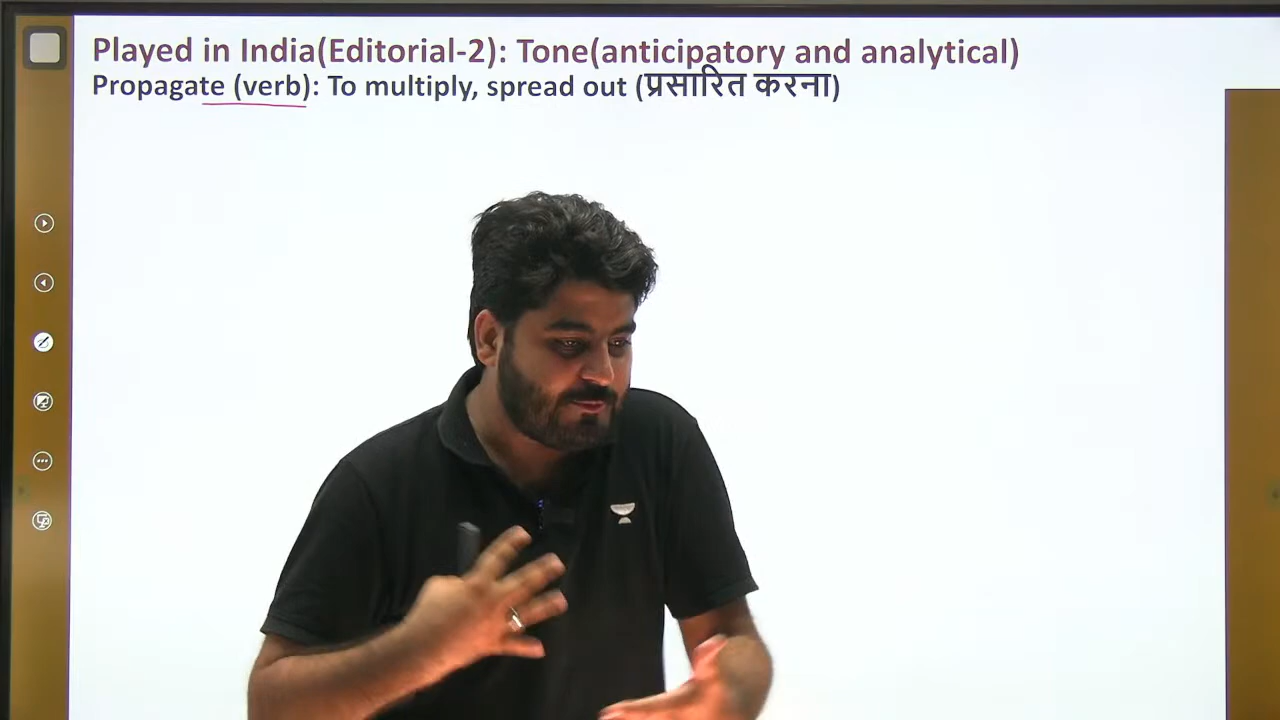 Played in India(Editorial-2): Tone(anticipatory and analytical)
Propagate (verb): To multiply, spread out (प्रसारित करना)